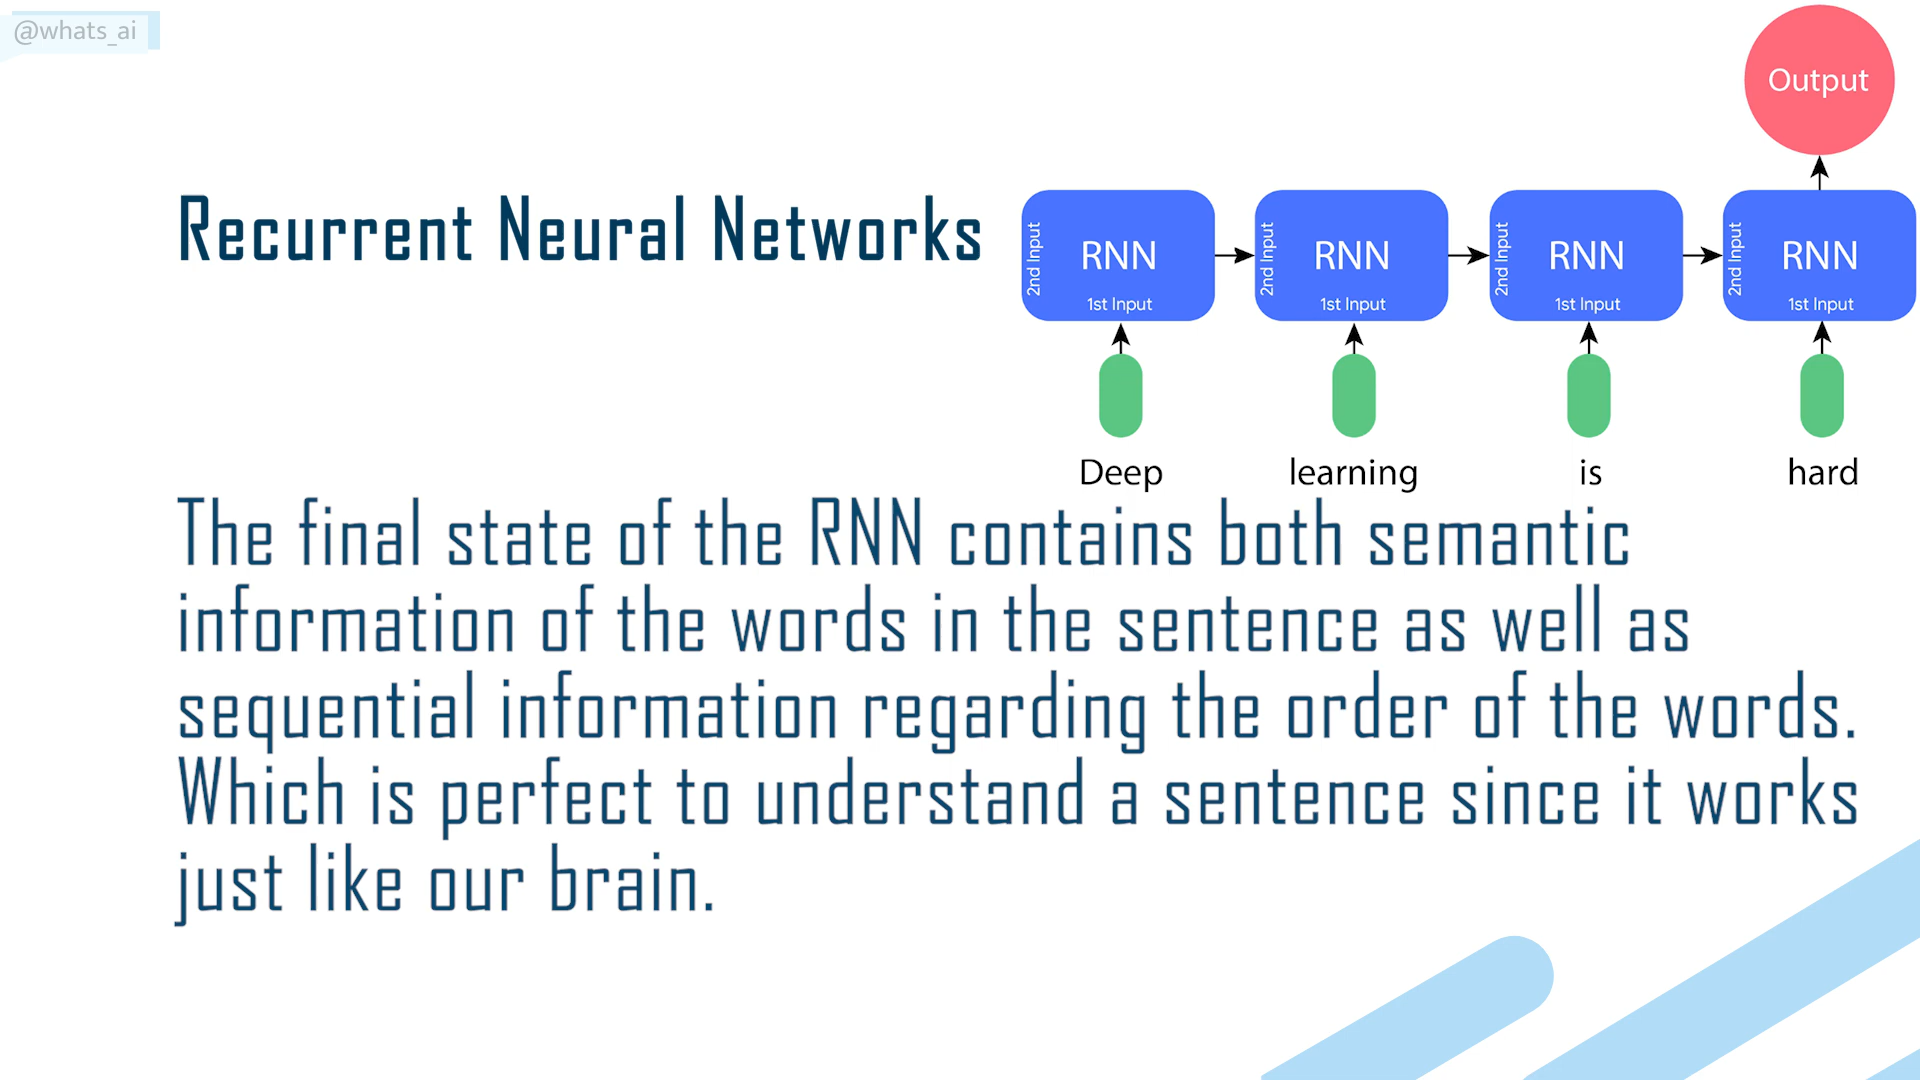 @whats_ai
Output
Recurrent Neural Networks
2nd Input
RNN
1st Input
2nd Input
RNN
1st Input
2nd Input
RNN
1st Input
2nd Input
RNN
1st Input
Deep
learning
is
hard
The final state of the RNN contains both semantic
information of the words in the sentence as well as
sequential information regarding the order of the words.
Which is perfect to understand a sentence since it works
just like our brain.